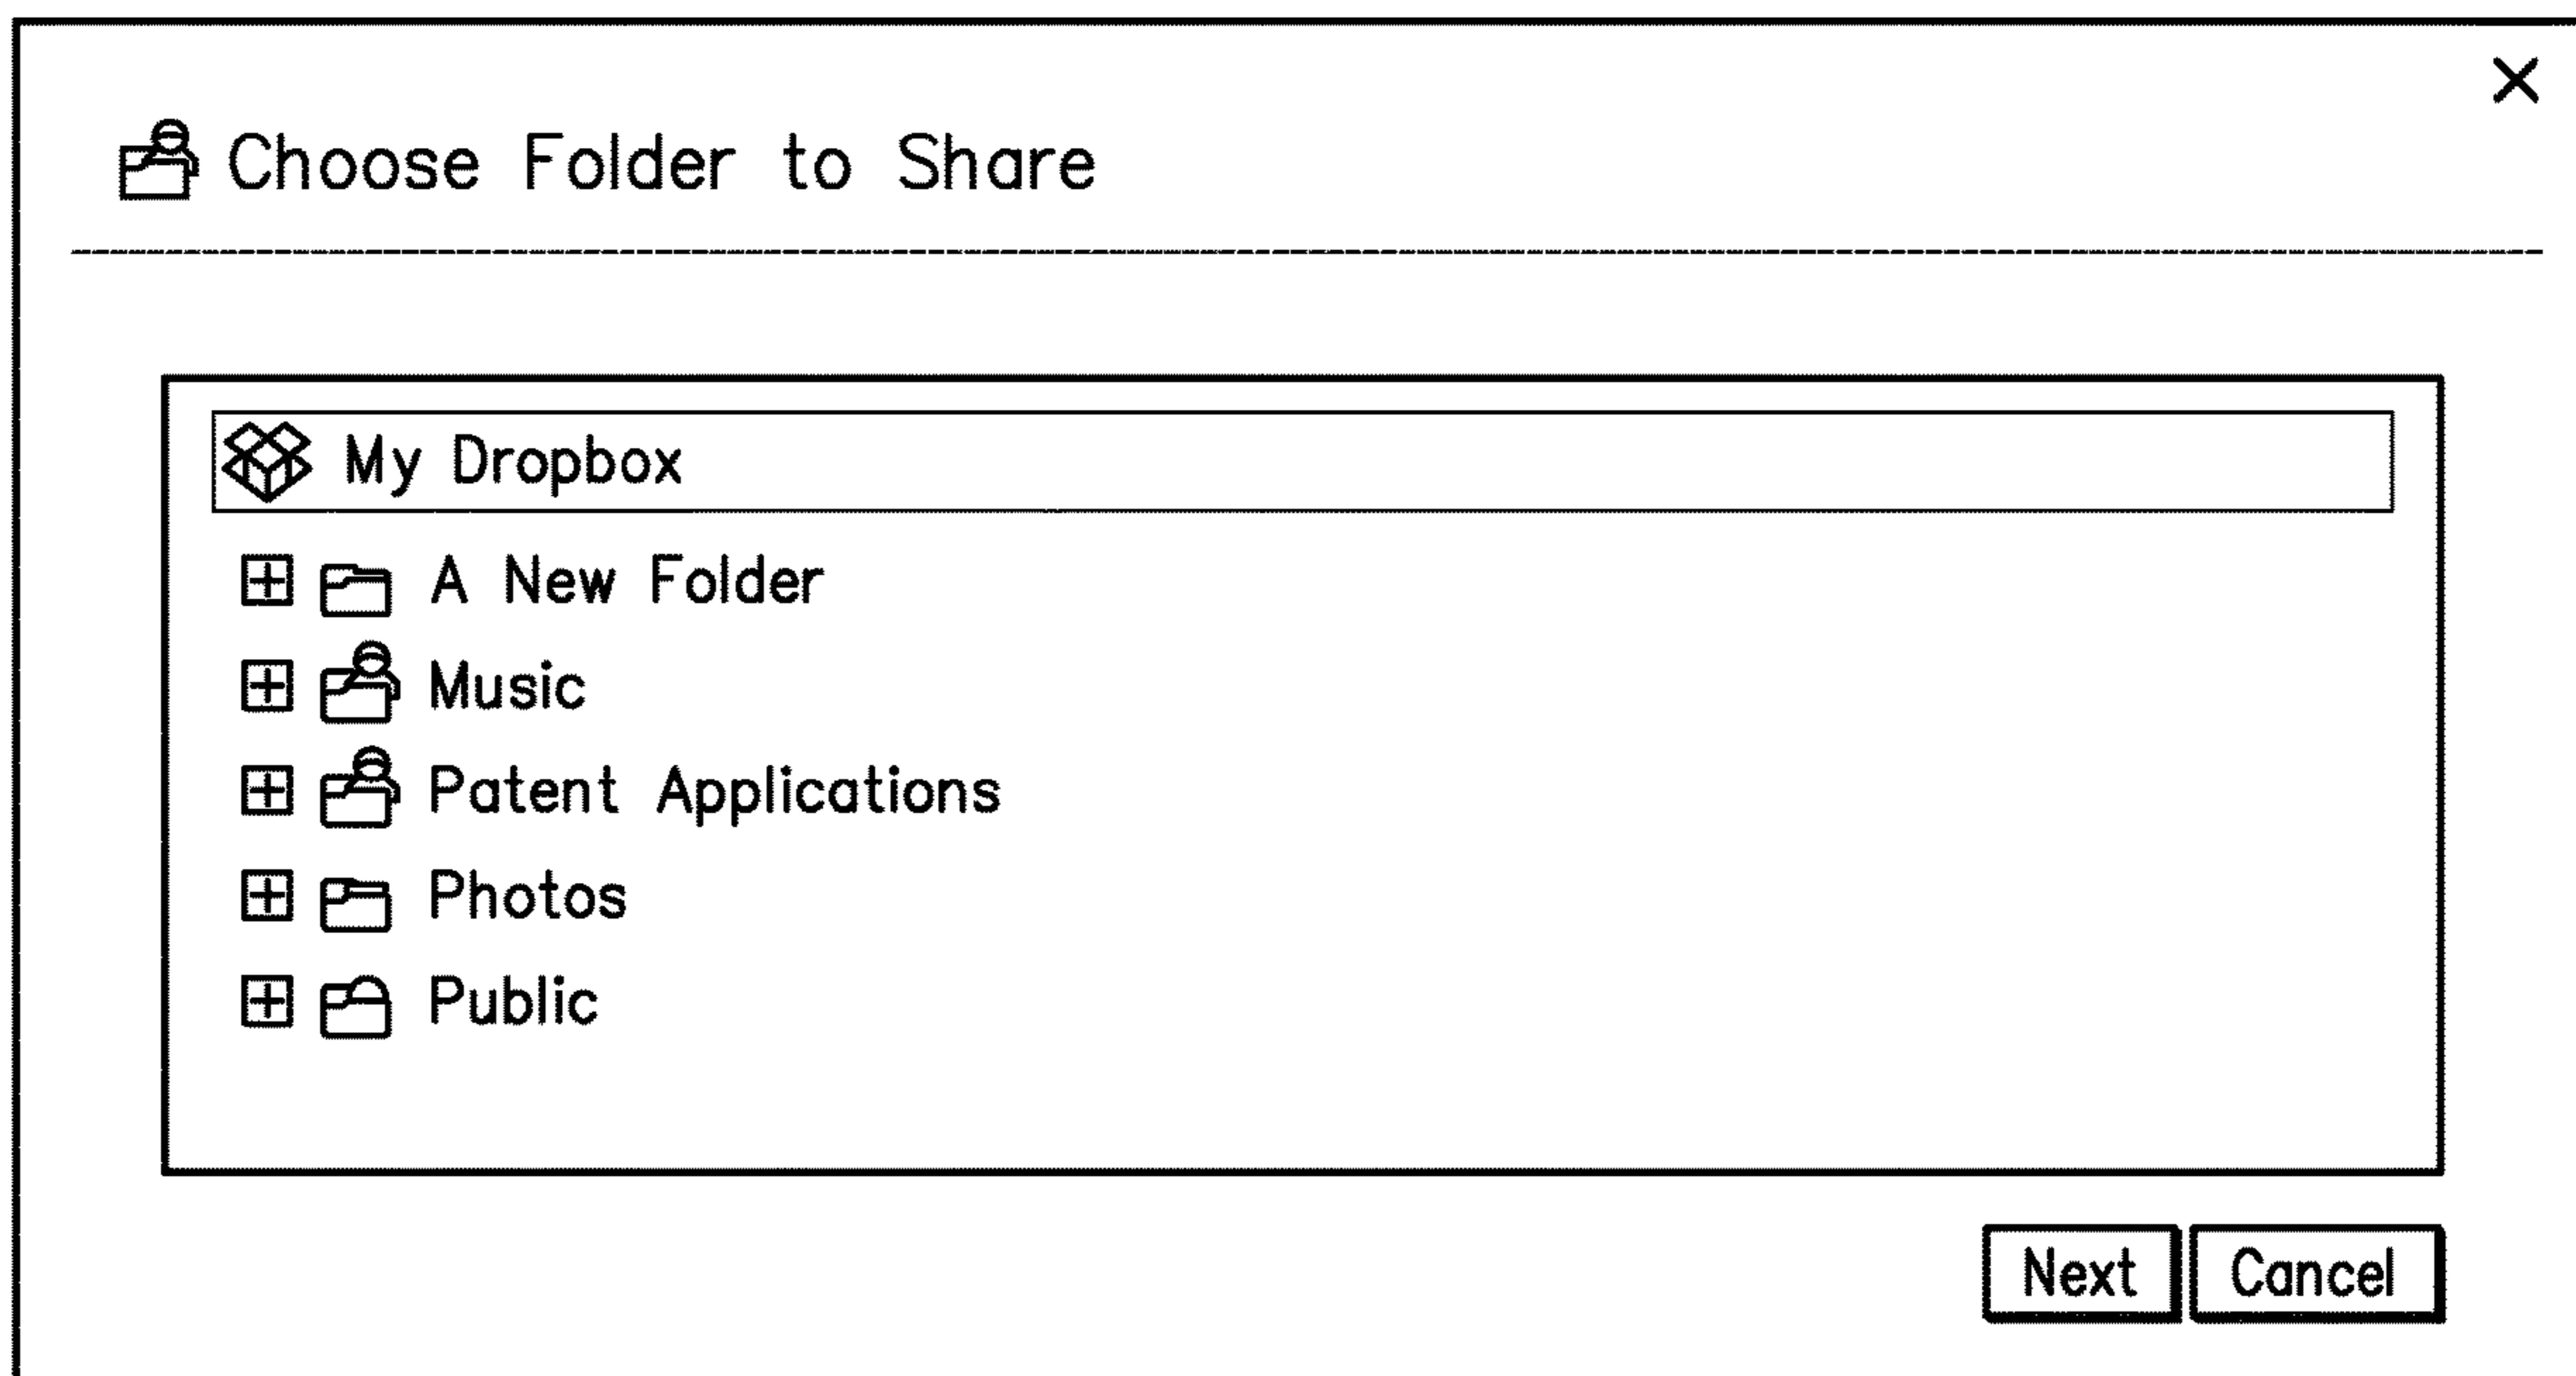 Choose Folder to Share
My Dropbox
A New Folder
Music
Patent Applications
Photos
Public
Next Cancel